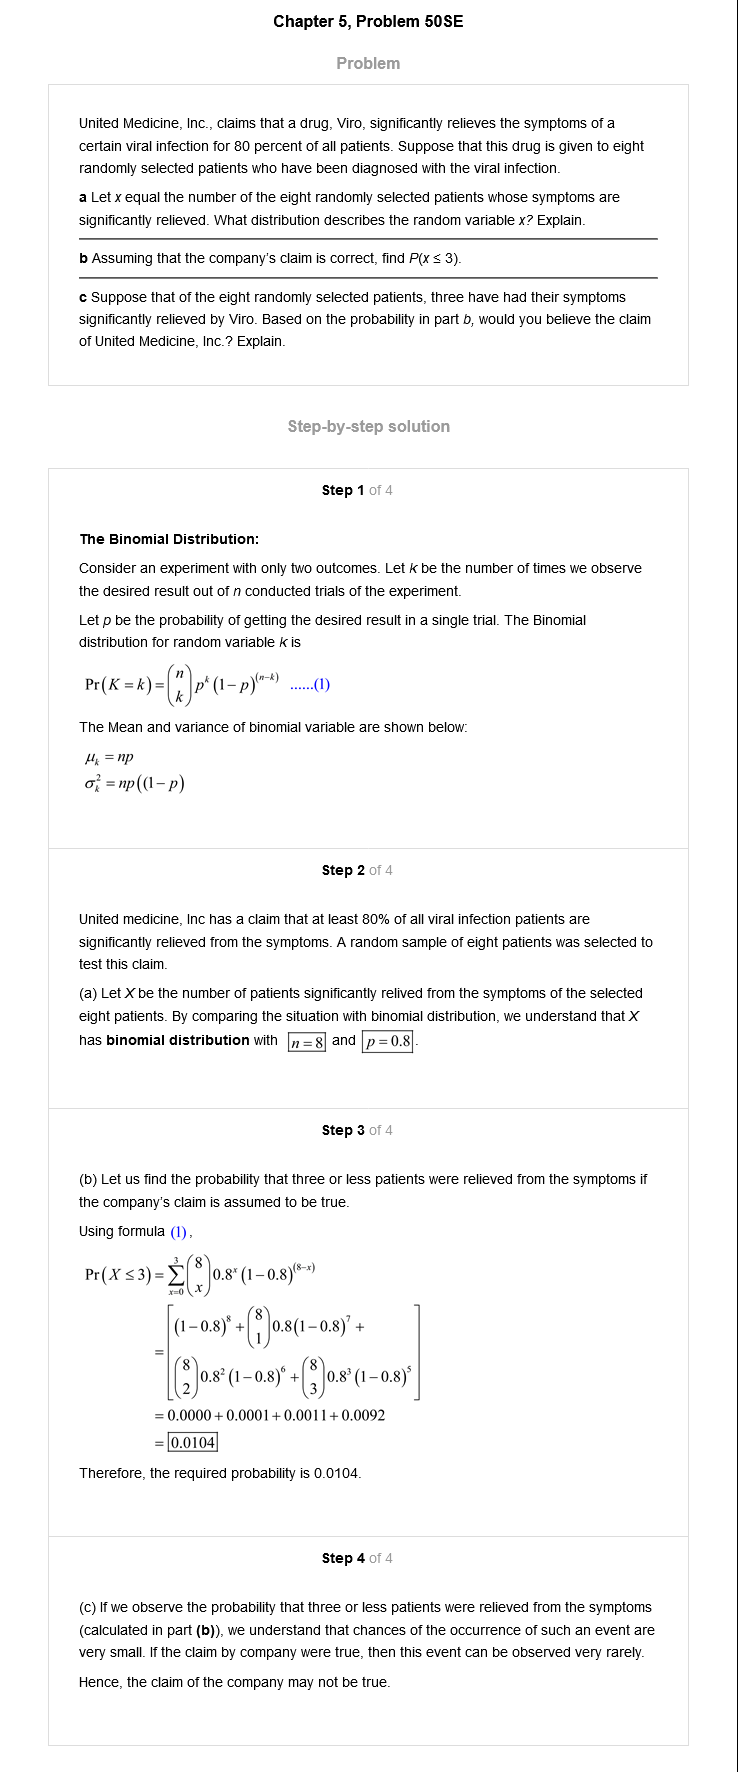 Chapter 5, Problem 50SE
Problem
United Medicine, Inc., claims that a drug, Viro, significantly relieves the symptoms of a
certain viral infection for 80 percent of all patients. Suppose that this drug is given to eight
randomly selected patients who have been diagnosed with the viral infection.
a Let x equal the number of the eight randomly selected patients whose symptoms are
significantly relieved. What distribution describes the random variable x? Explain.
b Assuming that the company's claim is correct, find P(x ≤ 3).
c Suppose that of the eight randomly selected patients, three have had their symptoms
significantly relieved by Viro. Based on the probability in part b, would you believe the claim
of United Medicine, Inc.? Explain.
Step-by-step solution
Step 1 of 4
The Binomial Distribution:
Consider an experiment with only two outcomes. Let k be the number of times we observe
the desired result out of n conducted trials of the experiment.
Let p be the probability of getting the desired result in a single trial. The Binomial
distribution for random variable k is
Pr(K = k) = (n k) p^k (1 − p)^(n−k) ......(1)
The Mean and variance of binomial variable are shown below:
μ_k = np
σ_k^2 = np((1 − p)
Step 2 of 4
United medicine, Inc has a claim that at least 80% of all viral infection patients are
significantly relieved from the symptoms. A random sample of eight patients was selected to
test this claim.
(a) Let X be the number of patients significantly relived from the symptoms of the selected
eight patients. By comparing the situation with binomial distribution, we understand that X
has binomial distribution with n = 8 and p = 0.8.
Step 3 of 4
(b) Let us find the probability that three or less patients were relieved from the symptoms if
the company's claim is assumed to be true.
Using formula (1),
Pr(X ≤ 3) = ∑_{x=0}^{3} (8 x) 0.8^x (1 − 0.8)^(8−x)
= [(1 − 0.8)^8 + (8 1) 0.8(1 − 0.8)^7 +
(8 2) 0.8^2 (1 − 0.8)^6 + (8 3) 0.8^3 (1 − 0.8)^5]
= 0.0000 + 0.0001 + 0.0011 + 0.0092
= 0.0104
Therefore, the required probability is 0.0104.
Step 4 of 4
(c) If we observe the probability that three or less patients were relieved from the symptoms
(calculated in part (b)), we understand that chances of the occurrence of such an event are
very small. If the claim by company were true, then this event can be observed very rarely.
Hence, the claim of the company may not be true.